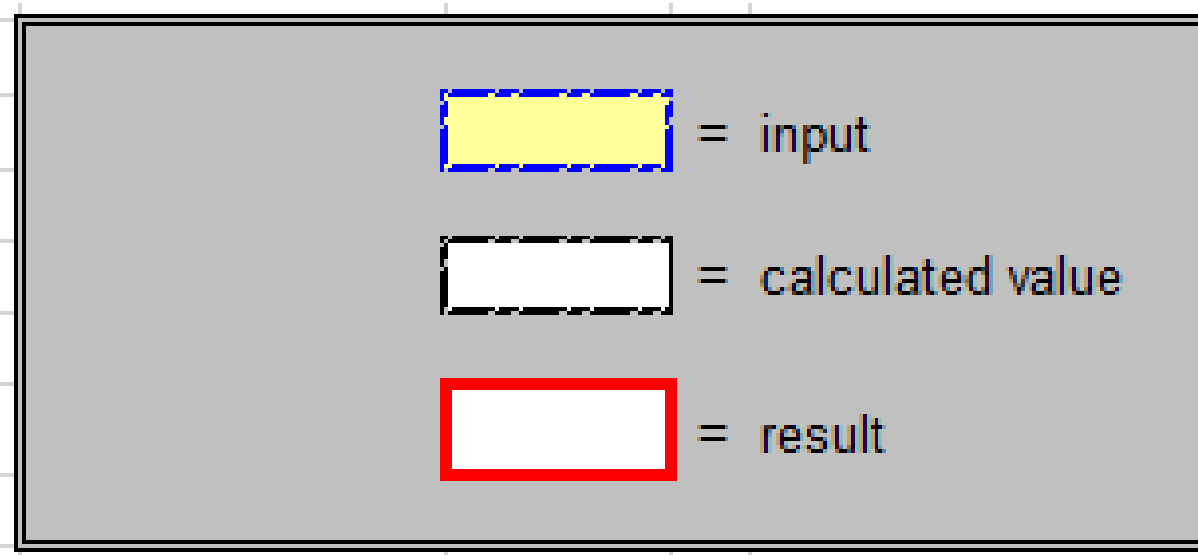 = input
= calculated value
= result